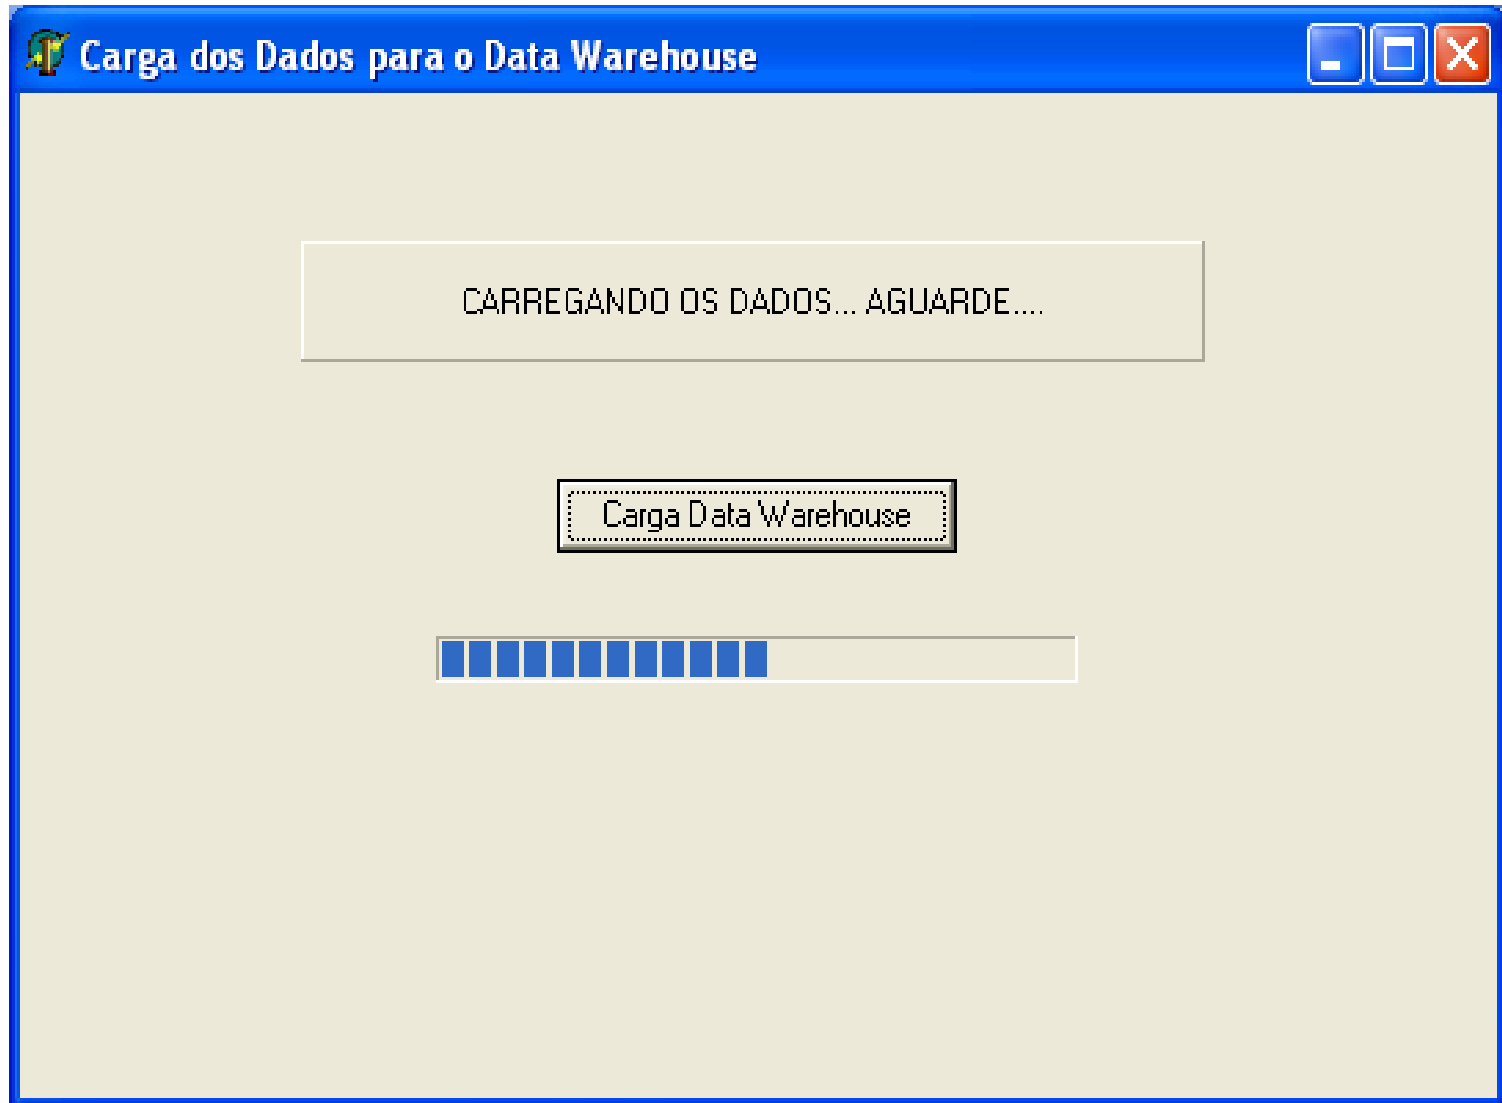 Carga dos Dados para o Data Warehouse
CARREGANDO OS DADOS... AGUARDE....
Carga Data Warehouse